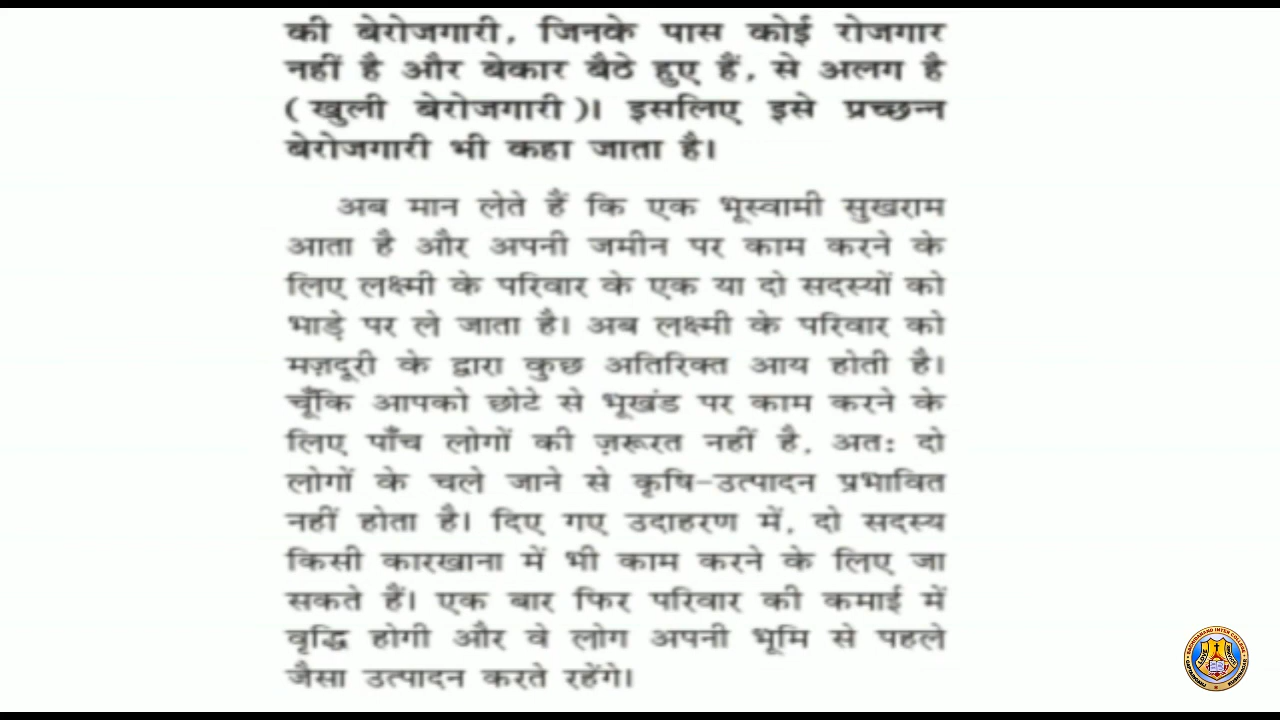 की बेरोजगारी, जिनके पास कोई रोजगार
नहीं है और बेकार बैठे हुए हैं, से अलग है
(खुली बेरोजगारी)। इसलिए इसे प्रच्छन्न
बेरोजगारी भी कहा जाता है।
अब मान लेते हैं कि एक भूस्वामी सुखराम
आता है और अपनी जमीन पर काम करने के
लिए लक्ष्मी के परिवार के एक या दो सदस्यों को
भाड़े पर ले जाता है। अब लक्ष्मी के परिवार को
मज़दूरी के द्वारा कुछ अतिरिक्त आय होती है।
चूँकि आपको छोटे से भूखंड पर काम करने के
लिए पाँच लोगों की ज़रूरत नहीं है, अतः दो
लोगों के चले जाने से कृषि-उत्पादन प्रभावित
नहीं होता है। दिए गए उदाहरण में, दो सदस्य
किसी कारखाना में भी काम करने के लिए जा
सकते हैं। एक बार फिर परिवार की कमाई में
वृद्धि होगी और वे लोग अपनी भूमि से पहले
जैसा उत्पादन करते रहेंगे।